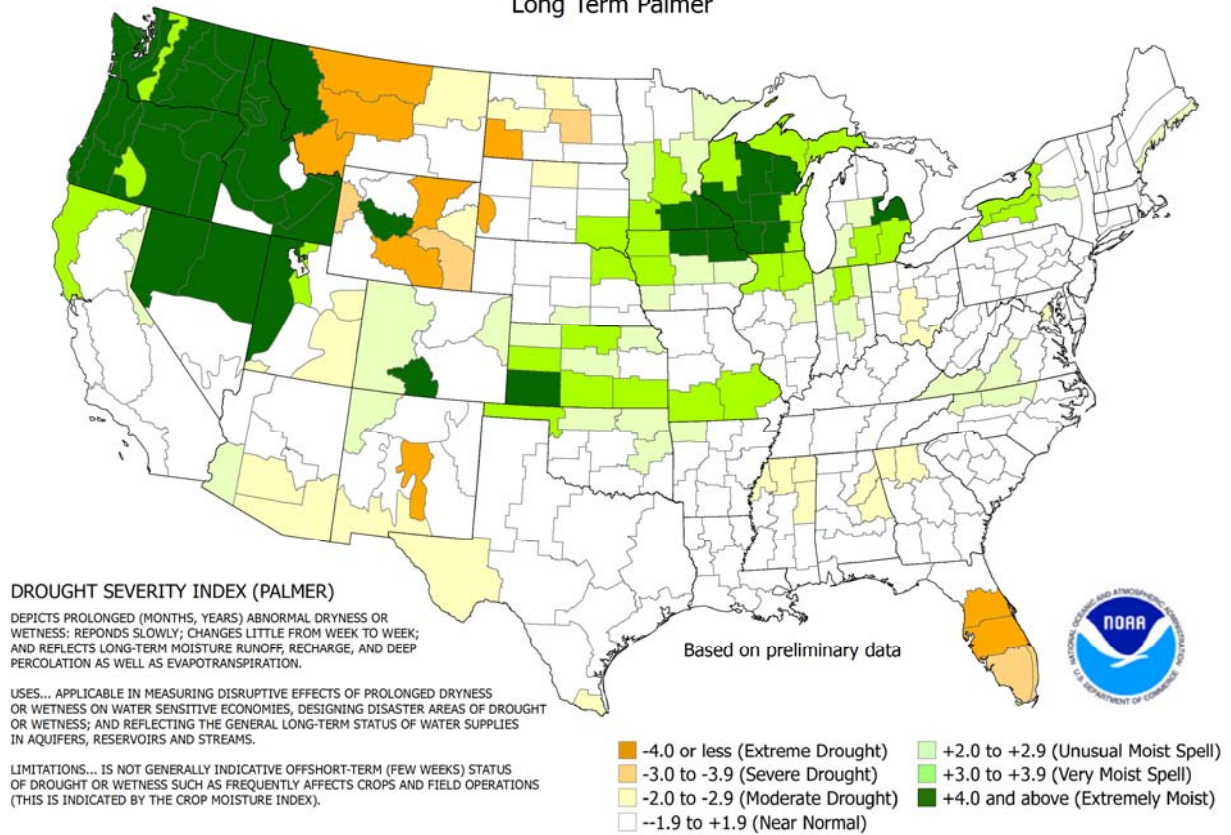 Long Term Palmer
DROUGHT SEVERITY INDEX (PALMER)
DEPICTS PROLONGED (MONTHS, YEARS) ABNORMAL DRYNESS OR
WETNESS: REPONDS SLOWLY; CHANGES LITTLE FROM WEEK TO WEEK;
AND REFLECTS LONG-TERM MOISTURE RUNOFF, RECHARGE, AND DEEP
PERCOLATION AS WELL AS EVAPOTRANSPIRATION.
USES... APPLICABLE IN MEASURING DISRUPTIVE EFFECTS OF PROLONGED DRYNESS
OR WETNESS ON WATER SENSITIVE ECONOMIES, DESIGNING DISASTER AREAS OF DROUGHT
OR WETNESS; AND REFLECTING THE GENERAL LONG-TERM STATUS OF WATER SUPPLIES
IN AQUIFERS, RESERVOIRS AND STREAMS.
LIMITATIONS... IS NOT GENERALLY INDICATIVE OFFSHORT-TERM (FEW WEEKS) STATUS
OF DROUGHT OR WETNESS SUCH AS FREQUENTLY AFFECTS CROPS AND FIELD OPERATIONS
(THIS IS INDICATED BY THE CROP MOISTURE INDEX).
Based on preliminary data
NATIONAL OCEANIC AND ATMOSPHERIC ADMINISTRATION
NOAA
U.S. DEPARTMENT OF COMMERCE
-4.0 or less (Extreme Drought)
-3.0 to -3.9 (Severe Drought)
-2.0 to -2.9 (Moderate Drought)
--1.9 to +1.9 (Near Normal)
+2.0 to +2.9 (Unusual Moist Spell)
+3.0 to +3.9 (Very Moist Spell)
+4.0 and above (Extremely Moist)